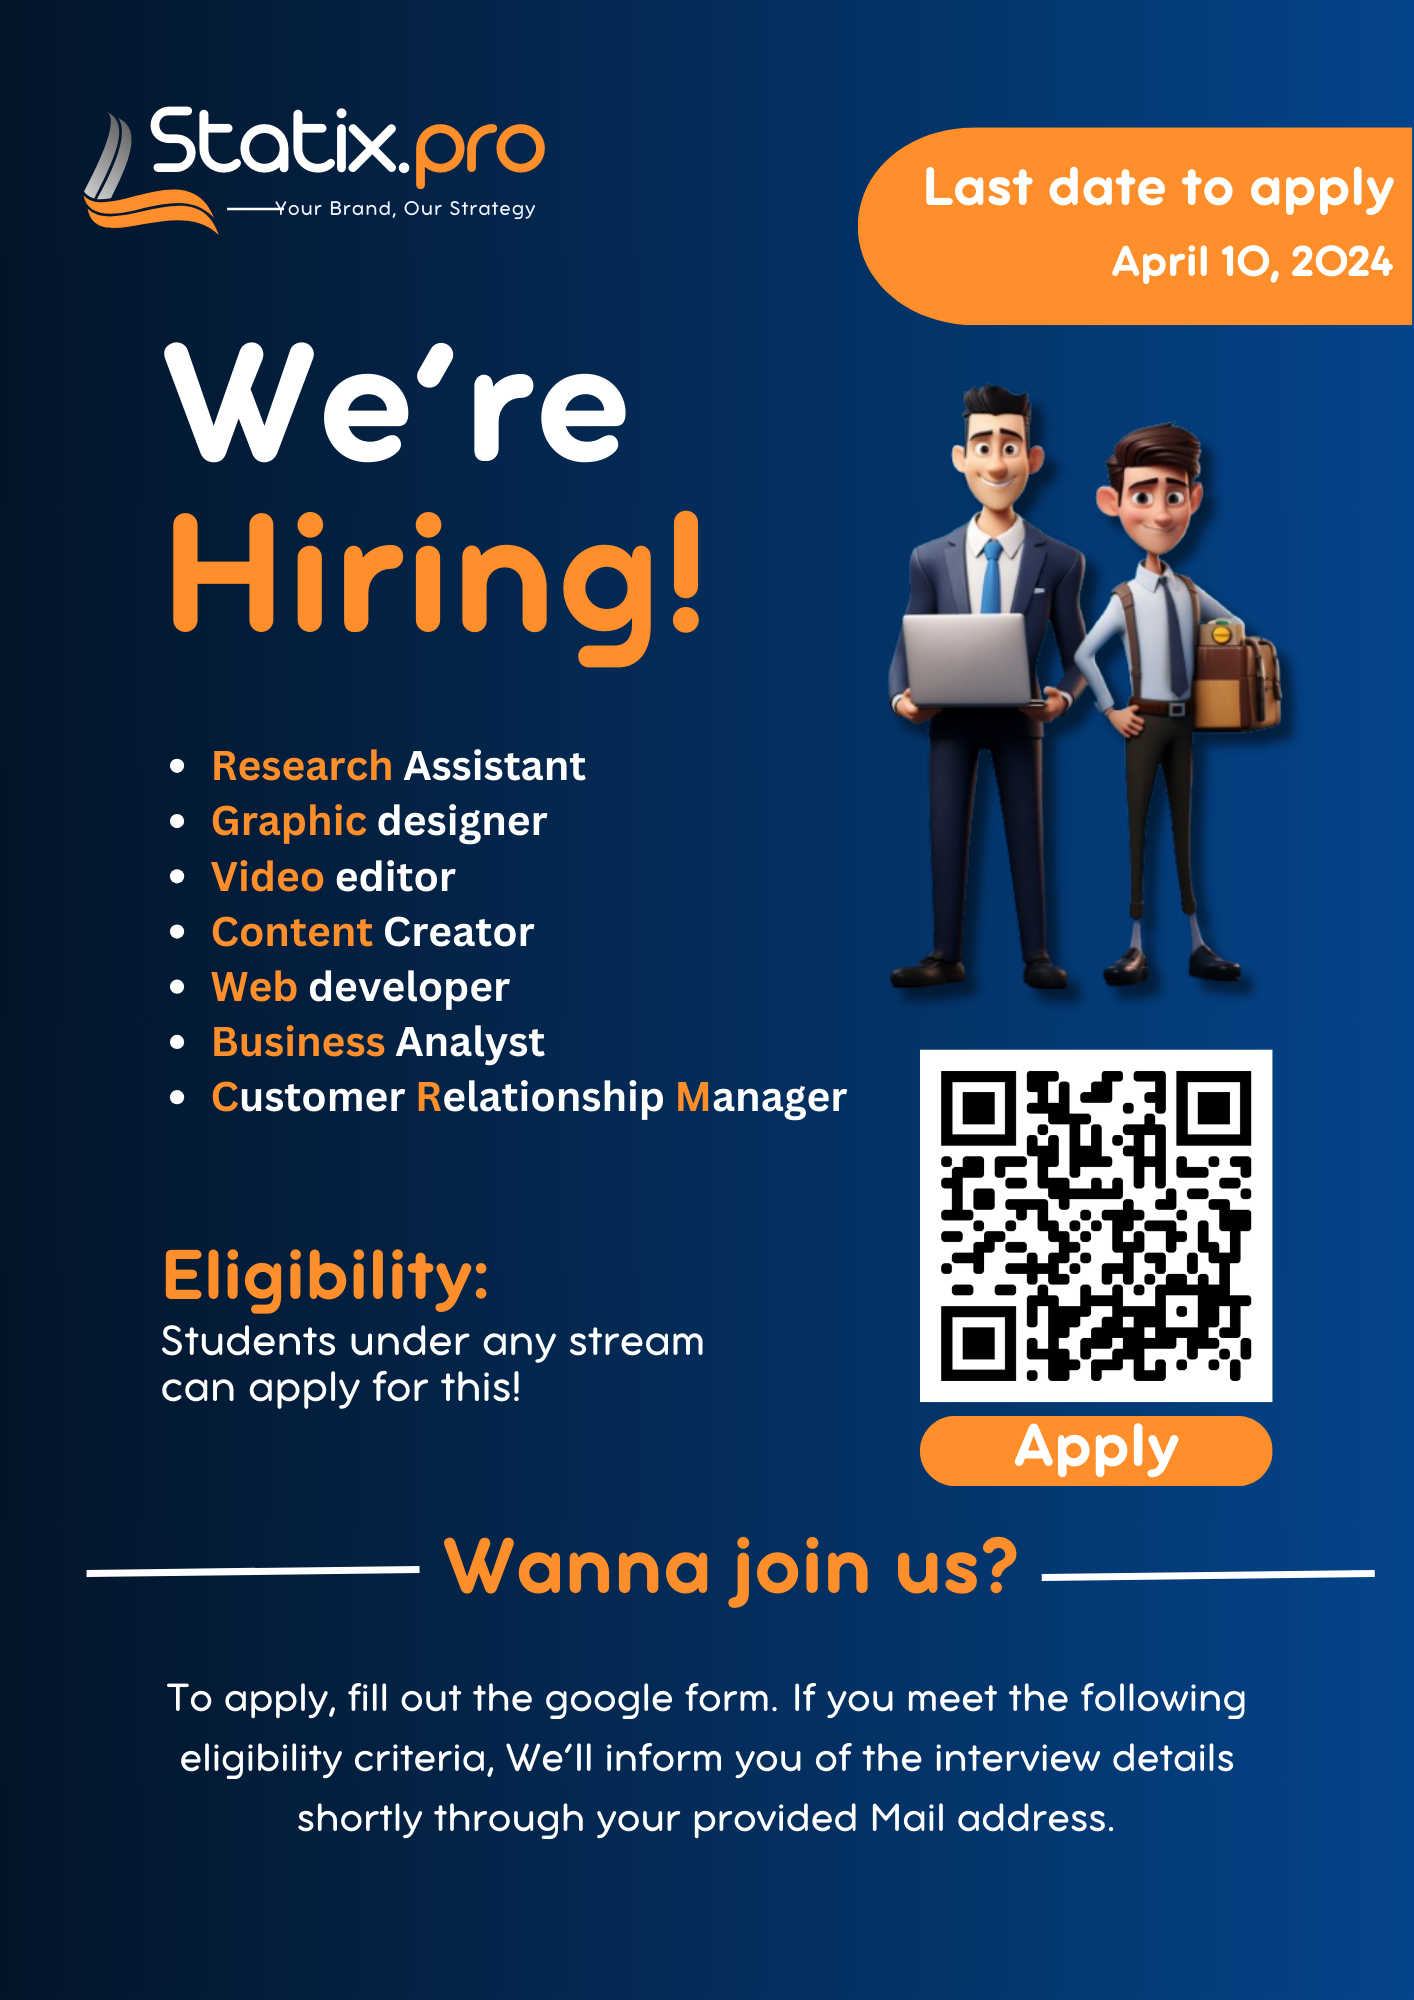 Statix.pro
Your Brand, Our Strategy
Last date to apply
April 10, 2024
We're
Hiring!
• Research Assistant
• Graphic designer
• Video editor
• Content Creator
• Web developer
• Business Analyst
• Customer Relationship Manager
Eligibility:
Students under any stream
can apply for this!
Apply
Wanna join us?
To apply, fill out the google form. If you meet the following
eligibility criteria, We'll inform you of the interview details
shortly through your provided Mail address.